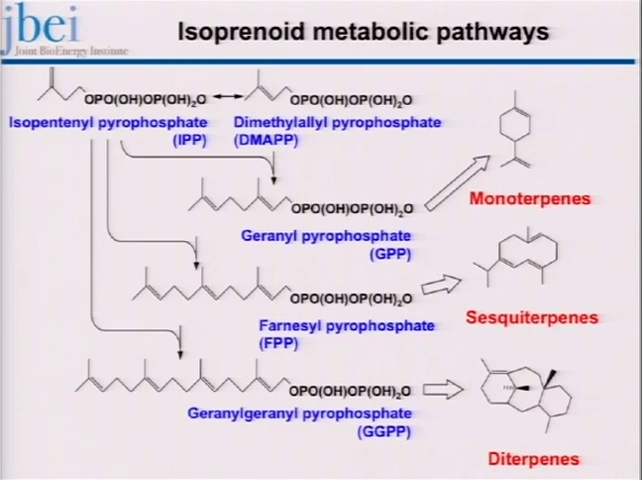 jbei
Joint BioEnergy Institute
Isoprenoid metabolic pathways
OPO(OH)OP(OH)₂O
OPO(OH)OP(OH)₂O
Isopentenyl pyrophosphate
(IPP)
Dimethylallyl pyrophosphate
(DMAPP)
OPO(OH)OP(OH)₂O
Monoterpenes
Geranyl pyrophosphate
(GPP)
OPO(OH)OP(OH)₂O
Sesquiterpenes
Farnesyl pyrophosphate
(FPP)
OPO(OH)OP(OH)₂O
Geranylgeranyl pyrophosphate
(GGPP)
Diterpenes